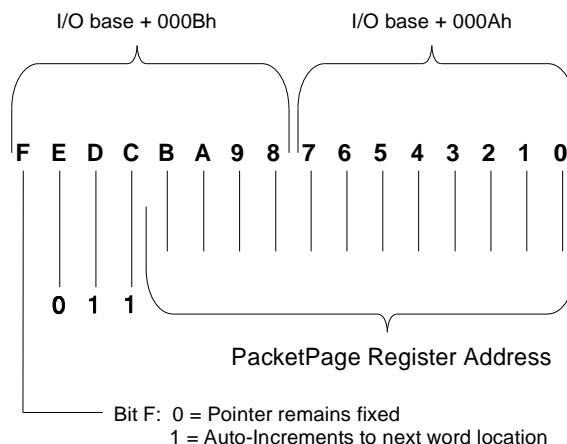 I/O base + 000Bh I/O base + 000Ah
F E D C B A 9 8 7 6 5 4 3 2 1 0
0 1 1
PacketPage Register Address
Bit F: 0 = Pointer remains fixed
1 = Auto-Increments to next word location